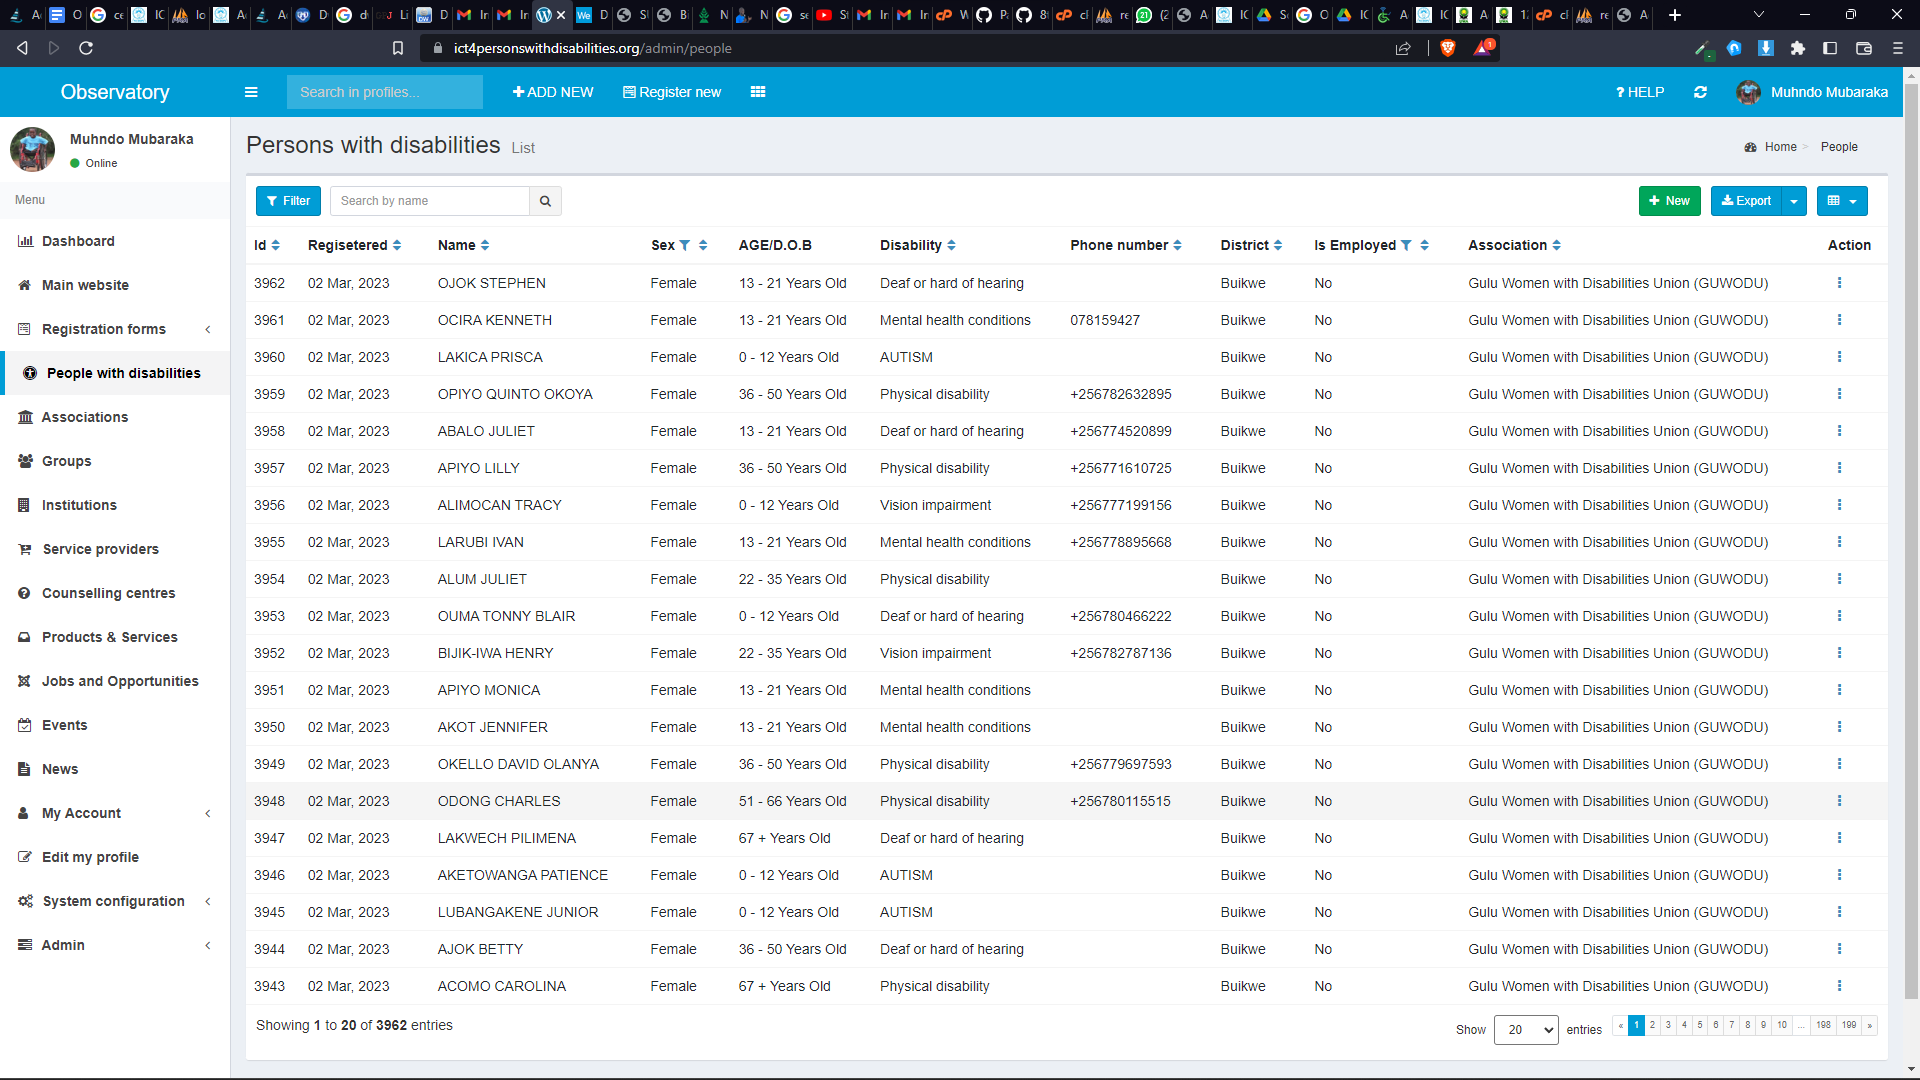 ict4personswithdisabilities.org/admin/people
Observatory
Search in profiles...
ADD NEW
Register new
? HELP
Muhndo Mubaraka
Muhndo Mubaraka
Online
Menu
Dashboard
Main website
Registration forms
People with disabilities
Associations
Groups
Institutions
Service providers
Counselling centres
Products & Services
Jobs and Opportunities
Events
News
My Account
Edit my profile
System configuration
Admin
Persons with disabilities List
Home > People
Filter
Search by name
New
Export
Id Regisetered Name Sex AGE/D.O.B Disability Phone number District Is Employed Association Action
3962 02 Mar, 2023 OJOK STEPHEN Female 13 - 21 Years Old Deaf or hard of hearing Buikwe No Gulu Women with Disabilities Union (GUWODU)
3961 02 Mar, 2023 OCIRA KENNETH Female 13 - 21 Years Old Mental health conditions 078159427 Buikwe No Gulu Women with Disabilities Union (GUWODU)
3960 02 Mar, 2023 LAKICA PRISCA Female 0 - 12 Years Old AUTISM Buikwe No Gulu Women with Disabilities Union (GUWODU)
3959 02 Mar, 2023 OPIYO QUINTO OKOYA Female 36 - 50 Years Old Physical disability +256782632895 Buikwe No Gulu Women with Disabilities Union (GUWODU)
3958 02 Mar, 2023 ABALO JULIET Female 13 - 21 Years Old Deaf or hard of hearing +256774520899 Buikwe No Gulu Women with Disabilities Union (GUWODU)
3957 02 Mar, 2023 APIYO LILLY Female 36 - 50 Years Old Physical disability +256771610725 Buikwe No Gulu Women with Disabilities Union (GUWODU)
3956 02 Mar, 2023 ALIMOCAN TRACY Female 0 - 12 Years Old Vision impairment +256777199156 Buikwe No Gulu Women with Disabilities Union (GUWODU)
3955 02 Mar, 2023 LARUBI IVAN Female 13 - 21 Years Old Mental health conditions +256778895668 Buikwe No Gulu Women with Disabilities Union (GUWODU)
3954 02 Mar, 2023 ALUM JULIET Female 22 - 35 Years Old Physical disability Buikwe No Gulu Women with Disabilities Union (GUWODU)
3953 02 Mar, 2023 OUMA TONNY BLAIR Female 0 - 12 Years Old Deaf or hard of hearing +256780466222 Buikwe No Gulu Women with Disabilities Union (GUWODU)
3952 02 Mar, 2023 BIJIK-IWA HENRY Female 22 - 35 Years Old Vision impairment +256782787136 Buikwe No Gulu Women with Disabilities Union (GUWODU)
3951 02 Mar, 2023 APIYO MONICA Female 13 - 21 Years Old Mental health conditions Buikwe No Gulu Women with Disabilities Union (GUWODU)
3950 02 Mar, 2023 AKOT JENNIFER Female 13 - 21 Years Old Mental health conditions Buikwe No Gulu Women with Disabilities Union (GUWODU)
3949 02 Mar, 2023 OKELLO DAVID OLANYA Female 36 - 50 Years Old Physical disability +256779697593 Buikwe No Gulu Women with Disabilities Union (GUWODU)
3948 02 Mar, 2023 ODONG CHARLES Female 51 - 66 Years Old Physical disability +256780115515 Buikwe No Gulu Women with Disabilities Union (GUWODU)
3947 02 Mar, 2023 LAKWECH PILIMENA Female 67 + Years Old Deaf or hard of hearing Buikwe No Gulu Women with Disabilities Union (GUWODU)
3946 02 Mar, 2023 AKETOWANGA PATIENCE Female 0 - 12 Years Old AUTISM Buikwe No Gulu Women with Disabilities Union (GUWODU)
3945 02 Mar, 2023 LUBANGAKENE JUNIOR Female 0 - 12 Years Old AUTISM Buikwe No Gulu Women with Disabilities Union (GUWODU)
3944 02 Mar, 2023 AJOK BETTY Female 36 - 50 Years Old Deaf or hard of hearing Buikwe No Gulu Women with Disabilities Union (GUWODU)
3943 02 Mar, 2023 ACOMO CAROLINA Female 67 + Years Old Physical disability Buikwe No Gulu Women with Disabilities Union (GUWODU)
Showing 1 to 20 of 3962 entries
Show 20 entries « 1 2 3 4 5 6 7 8 9 10 ... 198 199 »